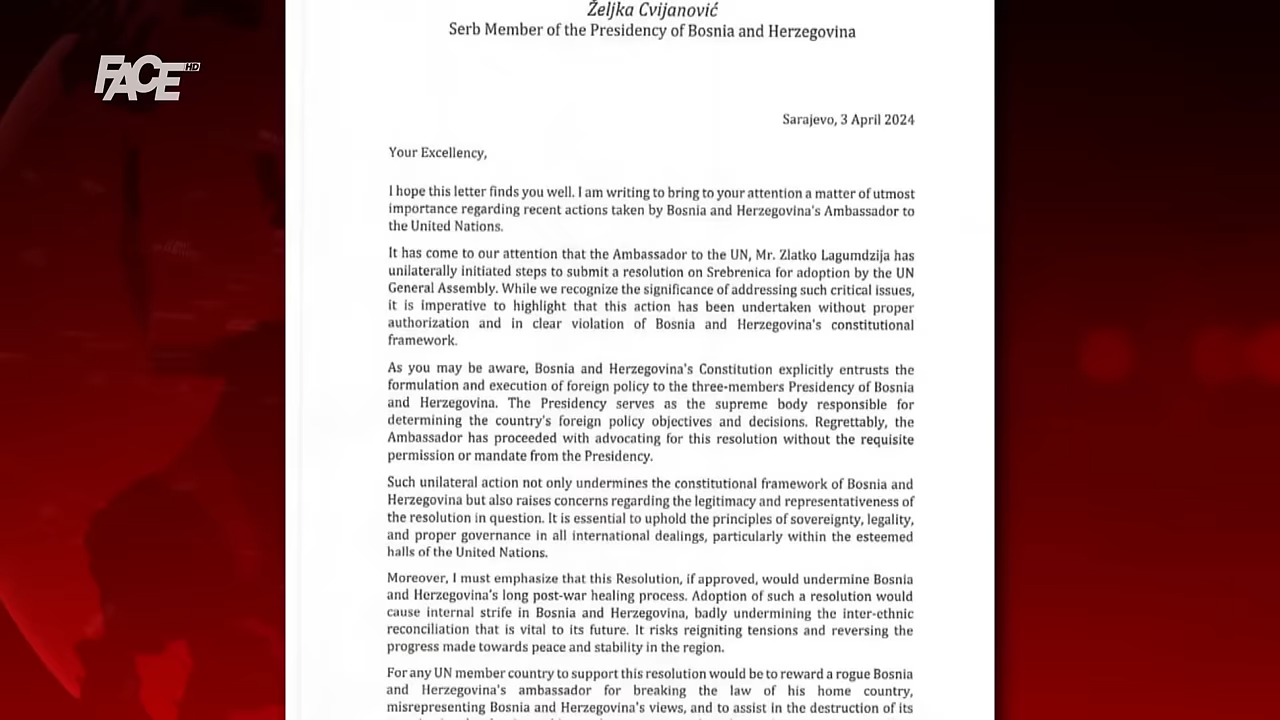 Željka Cvijanović
Serb Member of the Presidency of Bosnia and Herzegovina
FACE HD
Sarajevo, 3 April 2024
Your Excellency,
I hope this letter finds you well. I am writing to bring to your attention a matter of utmost
importance regarding recent actions taken by Bosnia and Herzegovina's Ambassador to
the United Nations.
It has come to our attention that the Ambassador to the UN, Mr. Zlatko Lagumdzija has
unilaterally initiated steps to submit a resolution on Srebrenica for adoption by the UN
General Assembly. While we recognize the significance of addressing such critical issues,
it is imperative to highlight that this action has been undertaken without proper
authorization and in clear violation of Bosnia and Herzegovina's constitutional
framework.
As you may be aware, Bosnia and Herzegovina's Constitution explicitly entrusts the
formulation and execution of foreign policy to the three-members Presidency of Bosnia
and Herzegovina. The Presidency serves as the supreme body responsible for
determining the country's foreign policy objectives and decisions. Regrettably, the
Ambassador has proceeded with advocating for this resolution without the requisite
permission or mandate from the Presidency.
Such unilateral action not only undermines the constitutional framework of Bosnia and
Herzegovina but also raises concerns regarding the legitimacy and representativeness of
the resolution in question. It is essential to uphold the principles of sovereignty, legality,
and proper governance in all international dealings, particularly within the esteemed
halls of the United Nations.
Moreover, I must emphasize that this Resolution, if approved, would undermine Bosnia
and Herzegovina's long post-war healing process. Adoption of such a resolution would
cause internal strife in Bosnia and Herzegovina, badly undermining the inter-ethnic
reconciliation that is vital to its future. It risks reigniting tensions and reversing the
progress made towards peace and stability in the region.
For any UN member country to support this resolution would be to reward a rogue Bosnia
and Herzegovina's ambassador for breaking the law of his home country,
misrepresenting Bosnia and Herzegovina's views, and to assist in the destruction of its